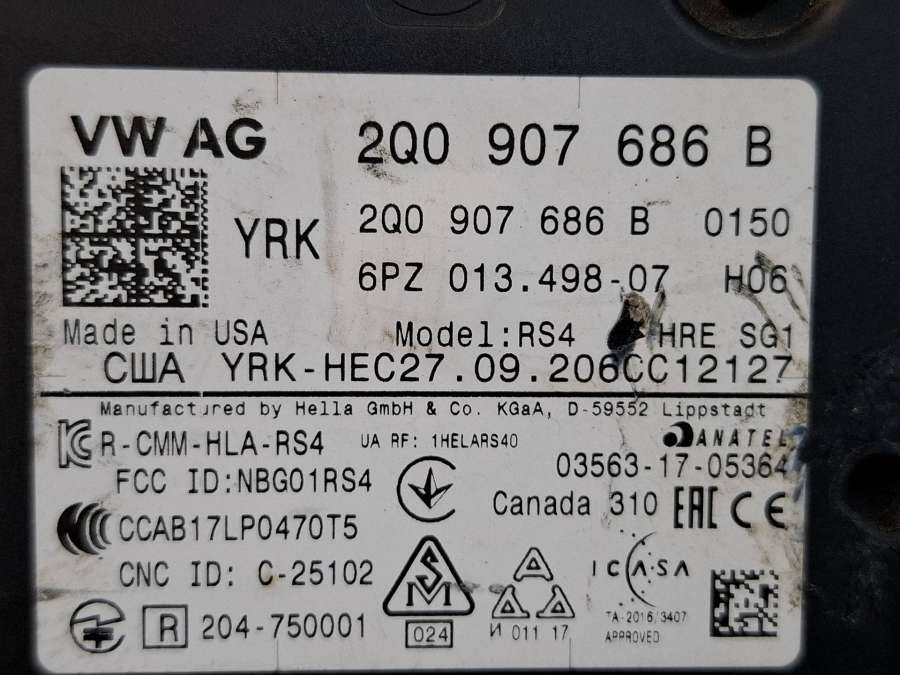 VW AG 2Q0 907 686 B
YRK 2Q0 907 686 B 0150
6PZ 013.498-07 H06
Made in USA Model:RS4 HRE SG1
США YRK-HEC27.09.206CC12127
Manufactured by Hella GmbH & Co. KGaA, D-59552 Lippstadt
R-CMM-HLA-RS4 UA RF: 1HELARS40 ANATEL
03563-17-05364
FCC ID:NBG01RS4
Canada 310 EAC CE
CCAB17LP0470T5
CNC ID: C-25102 SM ICASA
R 204-750001 024 И 011 17 TA-2016/3407
APPROVED